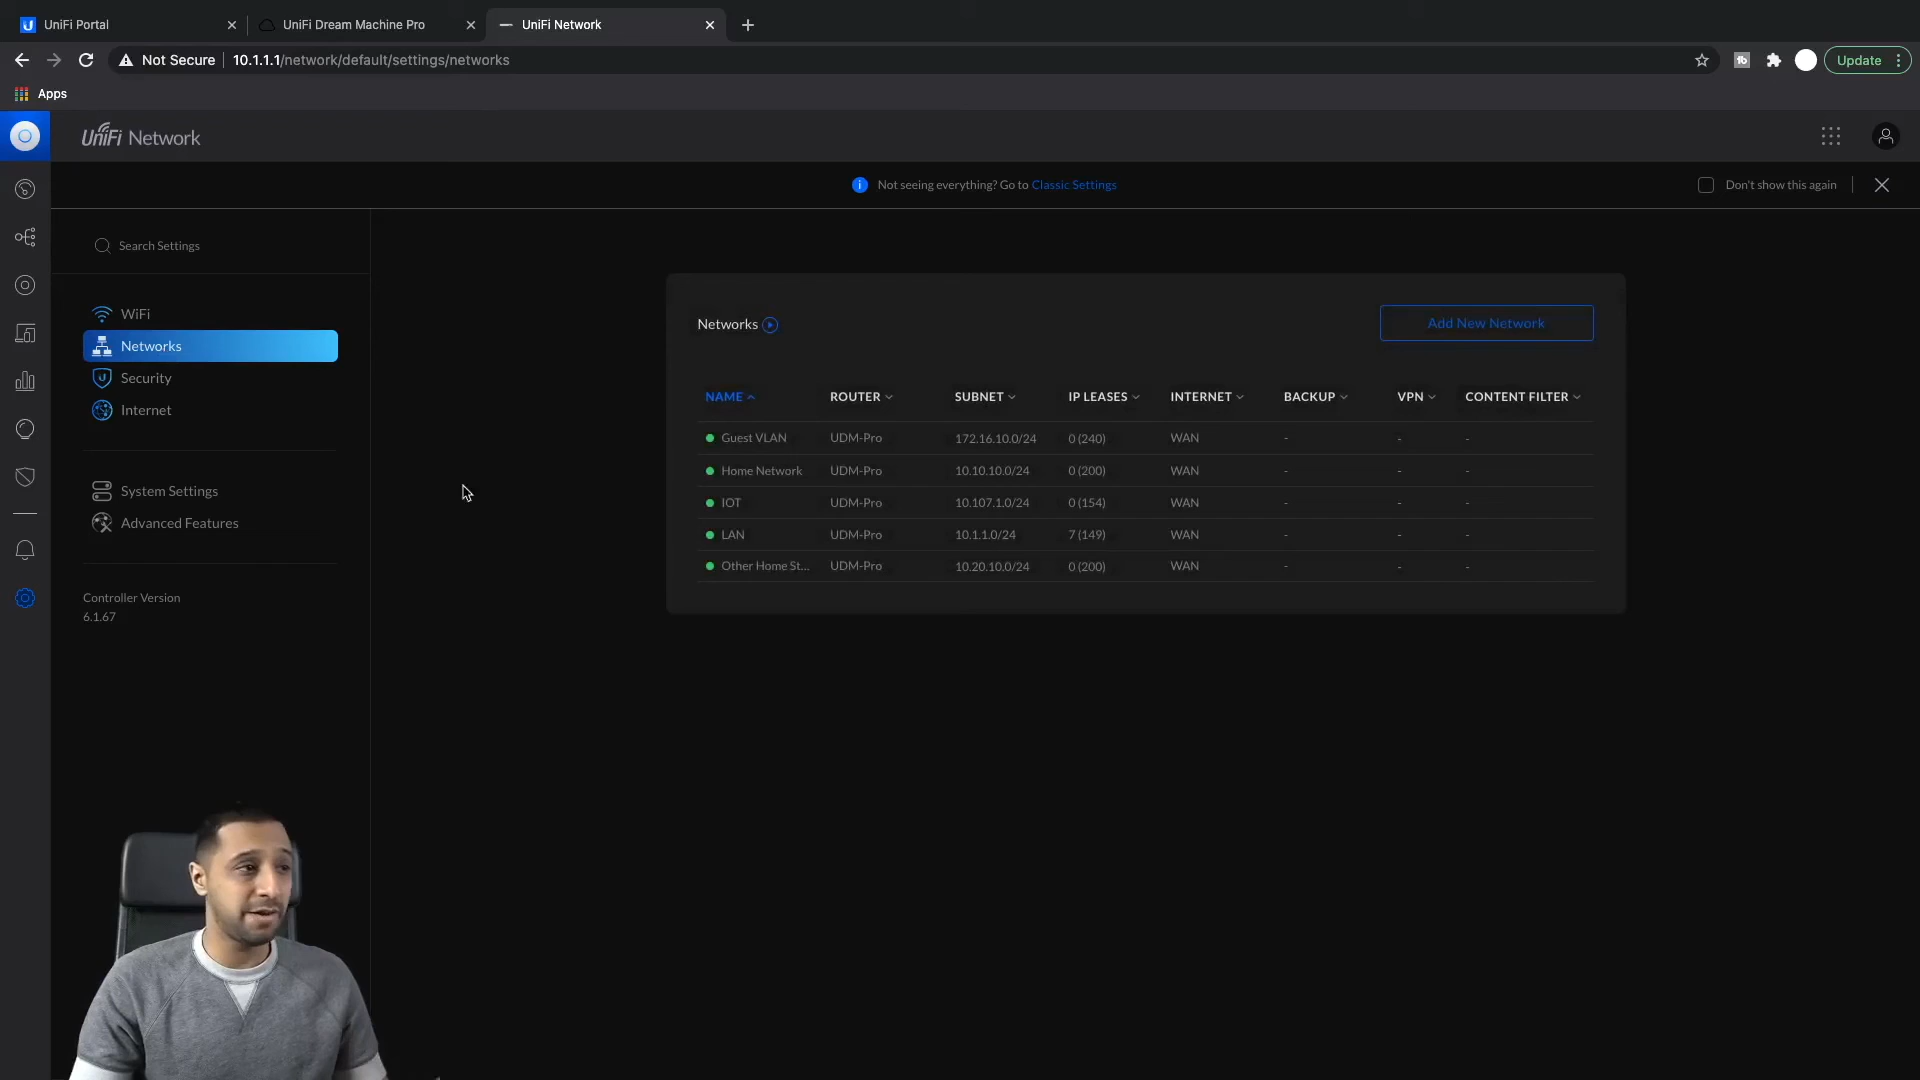 UniFi Portal
UniFi Dream Machine Pro
UniFi Network
Not Secure 10.1.1.1/network/default/settings/networks
Update
Apps
UniFi Network
Not seeing everything? Go to Classic Settings
Don't show this again
Search Settings
WiFi
Networks
Security
Internet
System Settings
Advanced Features
Controller Version
6.1.67
Networks
Add New Network
NAME ROUTER SUBNET IP LEASES INTERNET BACKUP VPN CONTENT FILTER
Guest VLAN UDM-Pro 172.16.10.0/24 0 (240) WAN - - -
Home Network UDM-Pro 10.10.10.0/24 0 (200) WAN - - -
IOT UDM-Pro 10.107.1.0/24 0 (154) WAN - - -
LAN UDM-Pro 10.1.1.0/24 7 (149) WAN - - -
Other Home St... UDM-Pro 10.20.10.0/24 0 (200) WAN - - -